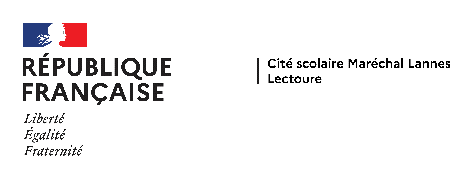 RÉPUBLIQUE
FRANÇAISE
Liberté
Égalité
Fraternité
Cité scolaire Maréchal Lannes
Lectoure